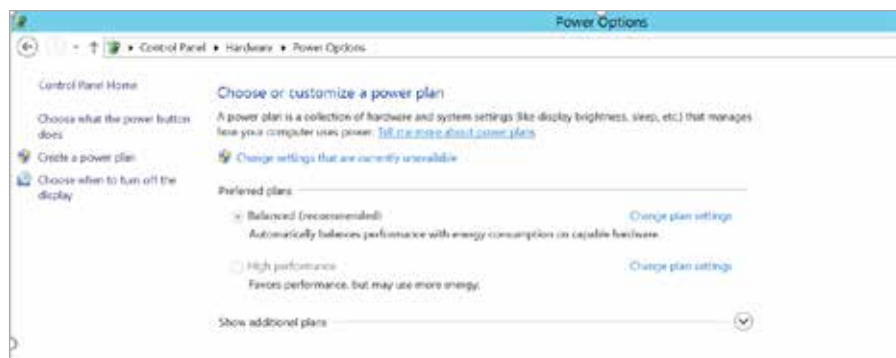 Power Options
Control Panel ▸ Hardware ▸ Power Options
Control Panel Home
Choose what the power button
does
Create a power plan
Choose when to turn off the
display
Choose or customize a power plan
A power plan is a collection of hardware and system settings (like display brightness, sleep, etc.) that manages
how your computer uses power. Tell me more about power plans
Change settings that are currently unavailable
Preferred plans
Balanced (recommended) Change plan settings
Automatically balances performance with energy consumption on capable hardware.
High performance Change plan settings
Favors performance, but may use more energy.
Show additional plans